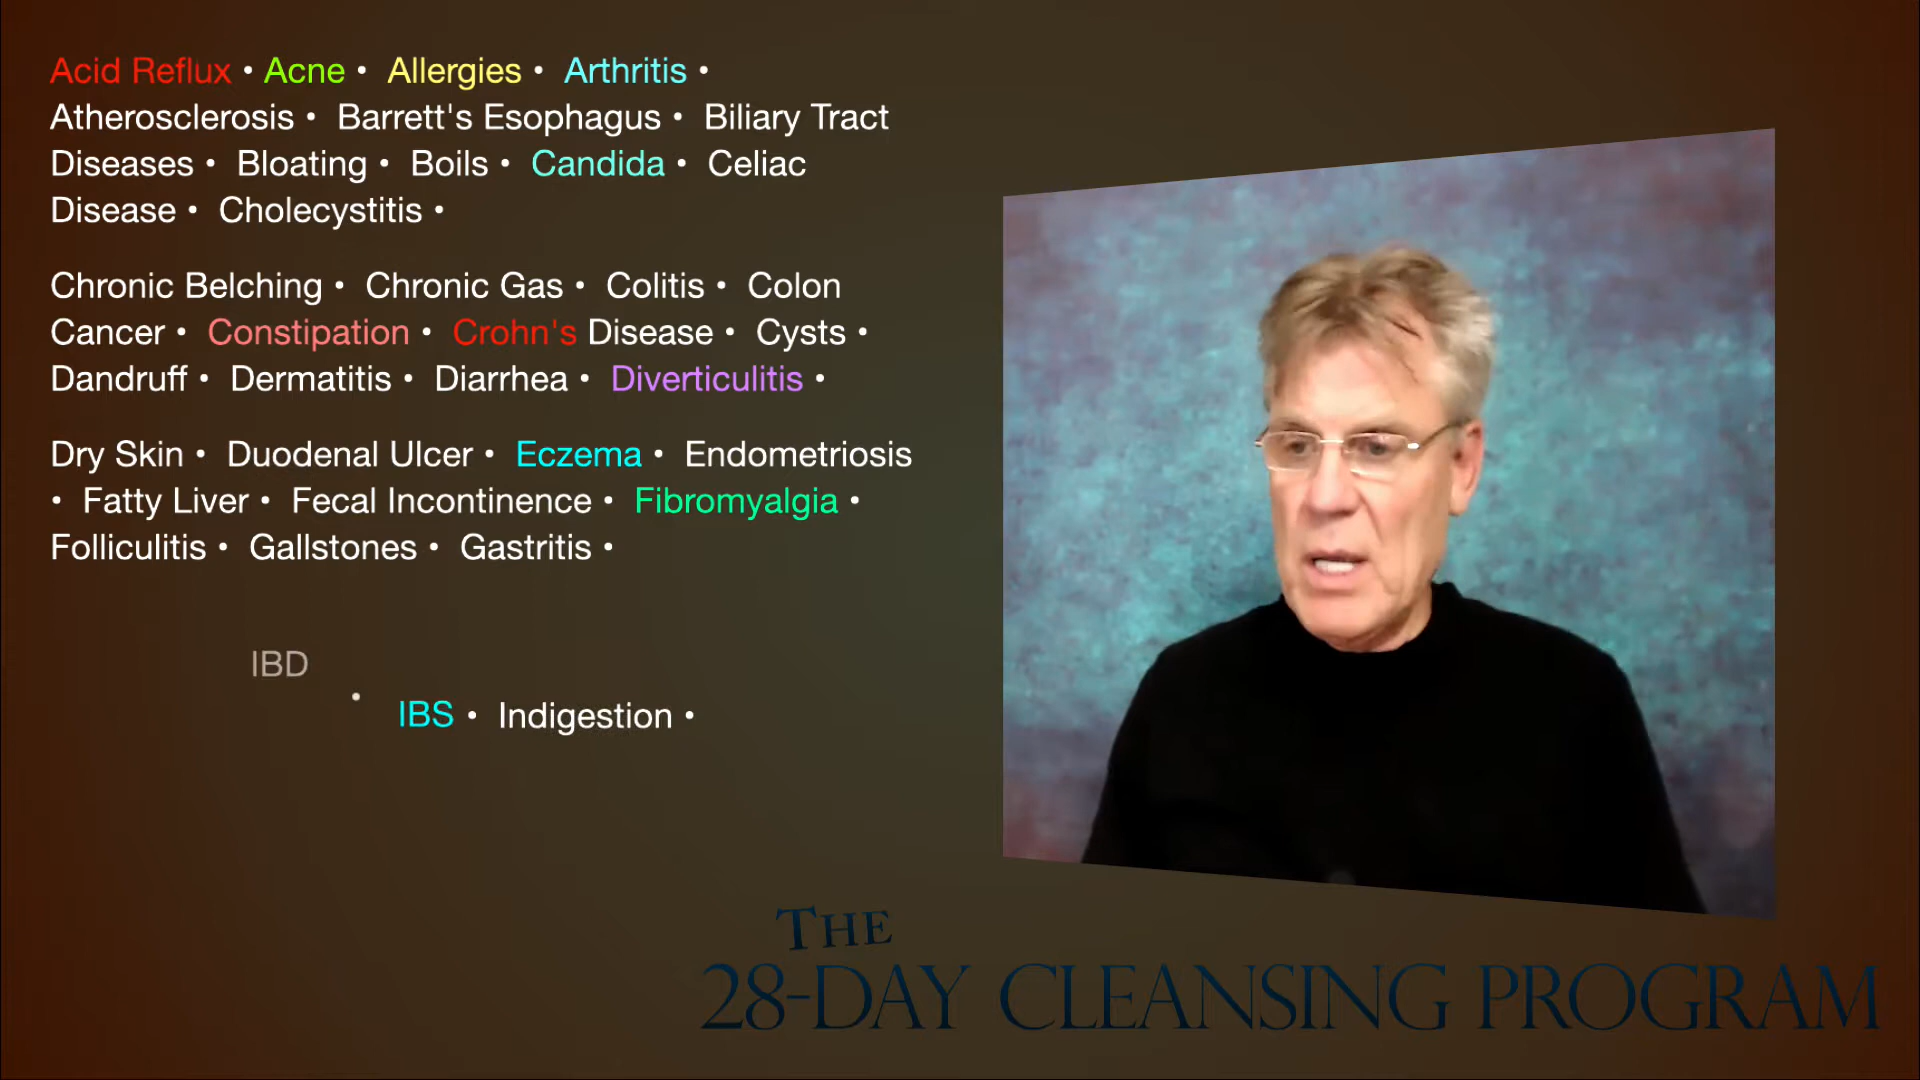 Acid Reflux • Acne • Allergies • Arthritis •
Atherosclerosis • Barrett's Esophagus • Biliary Tract
Diseases • Bloating • Boils • Candida • Celiac
Disease • Cholecystitis •
Chronic Belching • Chronic Gas • Colitis • Colon
Cancer • Constipation • Crohn's Disease • Cysts •
Dandruff • Dermatitis • Diarrhea • Diverticulitis •
Dry Skin • Duodenal Ulcer • Eczema • Endometriosis
• Fatty Liver • Fecal Incontinence • Fibromyalgia •
Folliculitis • Gallstones • Gastritis •
IBD
• IBS • Indigestion •
THE
28-DAY CLEANSING PROGRAM